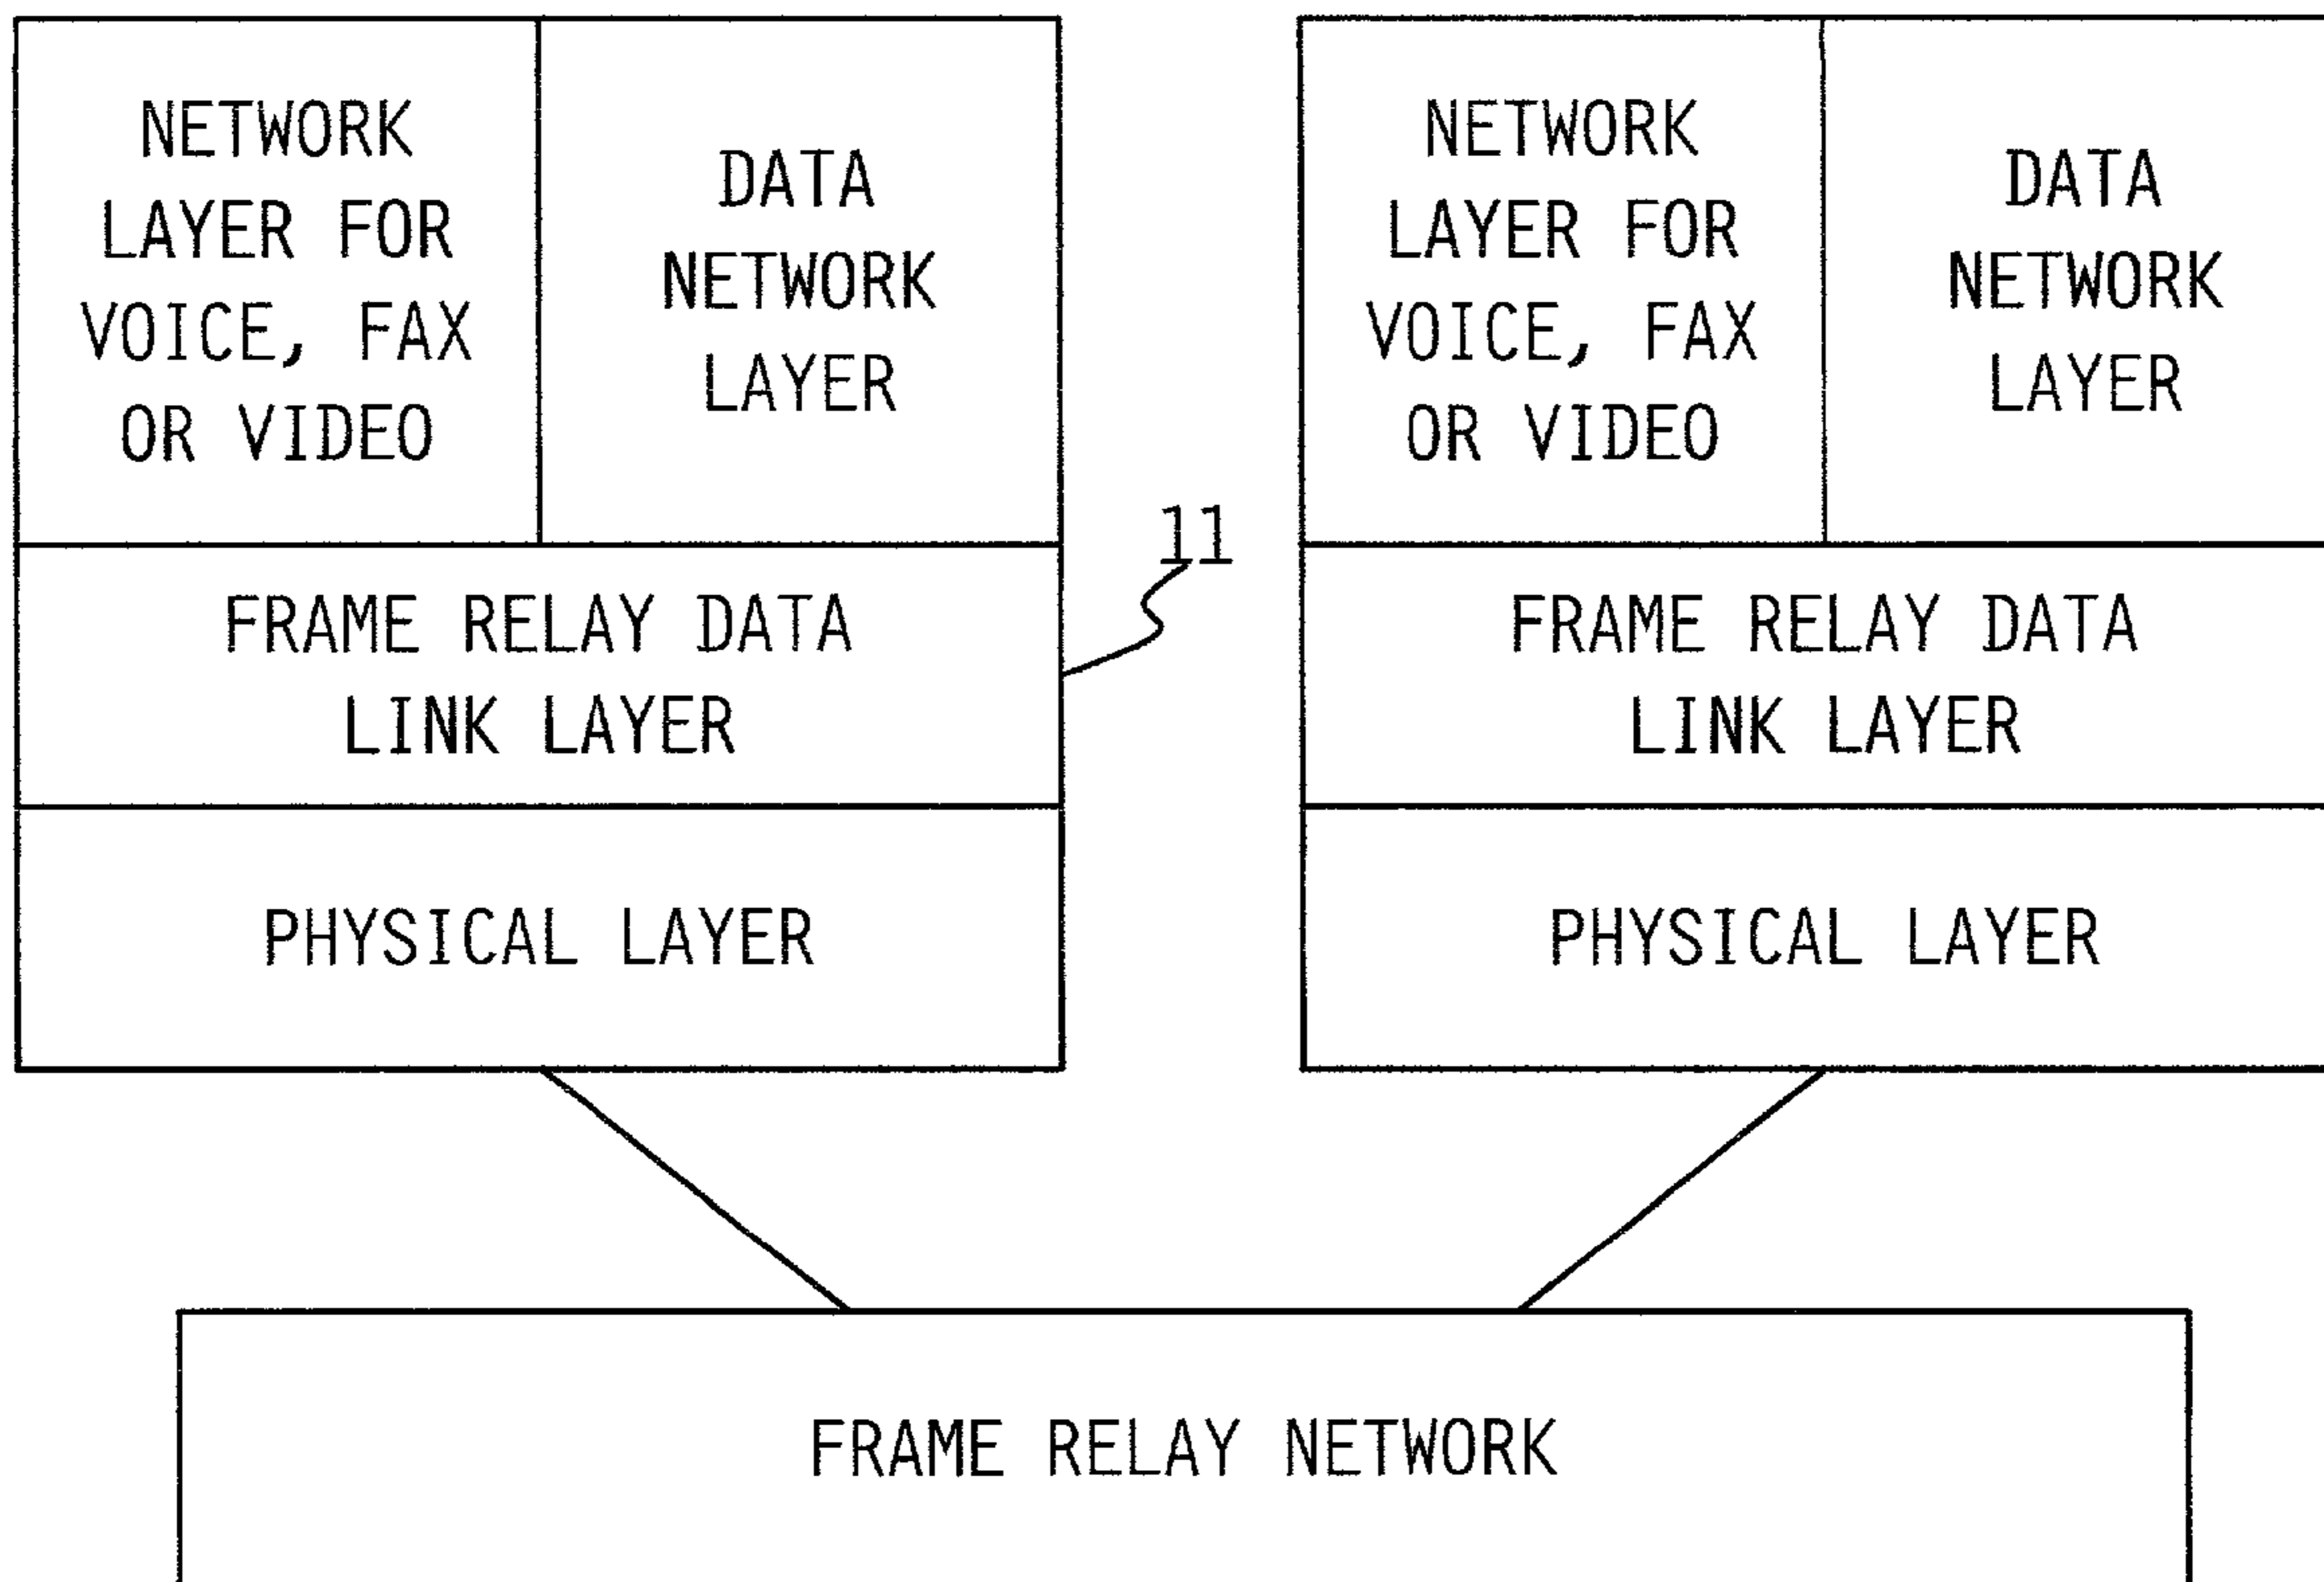 NETWORK
LAYER FOR
VOICE, FAX
OR VIDEO
DATA
NETWORK
LAYER
11
FRAME RELAY DATA
LINK LAYER
PHYSICAL LAYER
NETWORK
LAYER FOR
VOICE, FAX
OR VIDEO
DATA
NETWORK
LAYER
FRAME RELAY DATA
LINK LAYER
PHYSICAL LAYER
FRAME RELAY NETWORK